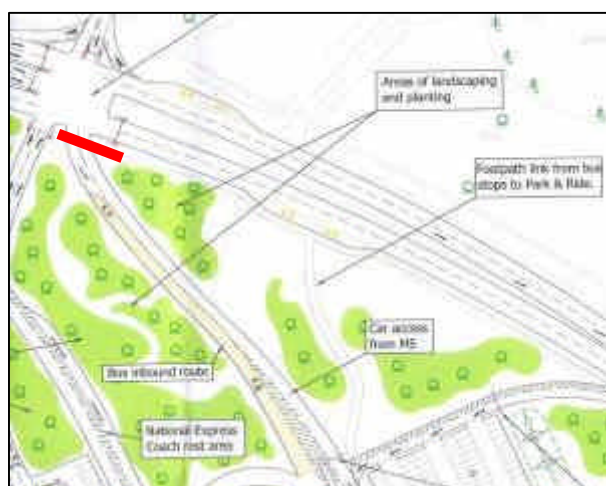 Areas of landscaping
and planting
Footpath link from bus
stops to Park & Ride.
Car access
from M5
Bus inbound route
National Express
Coach rest area